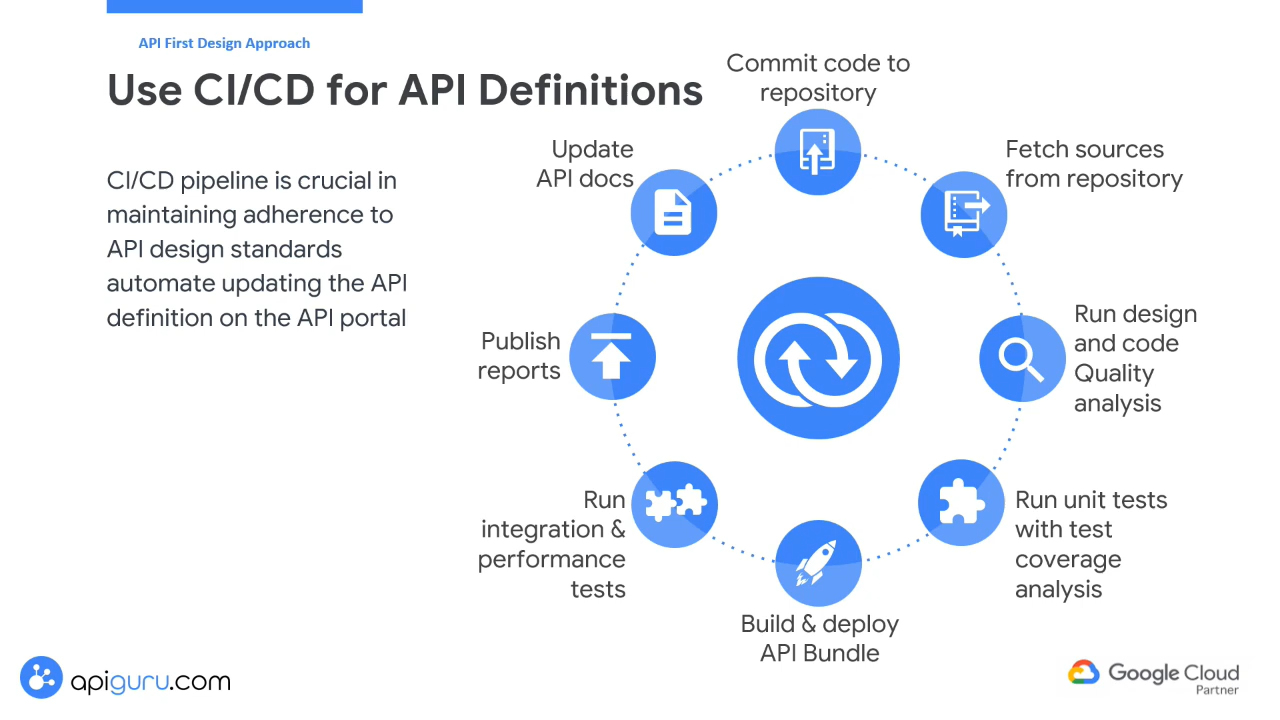 API First Design Approach
Use CI/CD for API Definitions
CI/CD pipeline is crucial in
maintaining adherence to
API design standards
automate updating the API
definition on the API portal
Commit code to
repository
Fetch sources
from repository
Run design
and code
Quality
analysis
Run unit tests
with test
coverage
analysis
Build & deploy
API Bundle
Run
integration &
performance
tests
Publish
reports
Update
API docs
apiguru.com
Google Cloud
Partner